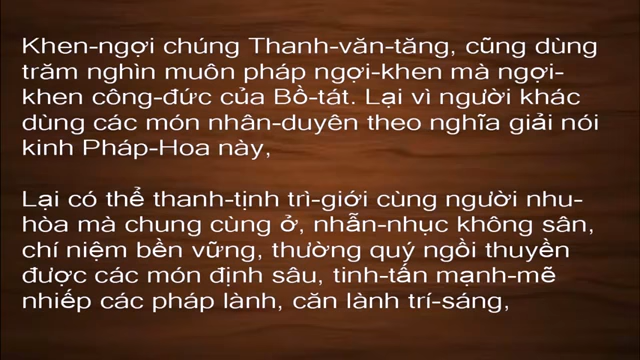 Khen-ngợi chúng Thanh-văn-tăng, cũng dùng
trăm nghìn muôn pháp ngợi-khen mà ngợi-
khen công-đức của Bồ-tát. Lại vì người khác
dùng các món nhân-duyên theo nghĩa giải nói
kinh Pháp-Hoa này,
Lại có thể thanh-tịnh trì-giới cùng người nhu-
hòa mà chung cùng ở, nhẫn-nhục không sân,
chí niệm bền vững, thường quý ngồi thuyền
được các món định sâu, tinh-tấn mạnh-mẽ
nhiếp các pháp lành, căn lành trí-sáng,